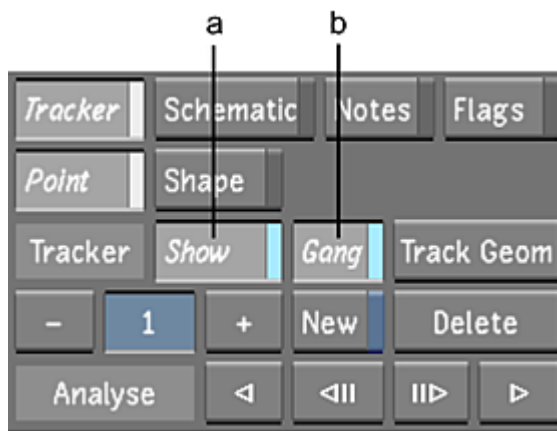 a b
Tracker Schematic Notes Flags
Point Shape
Tracker Show Gang Track Geom
- 1 + New Delete
Analyse